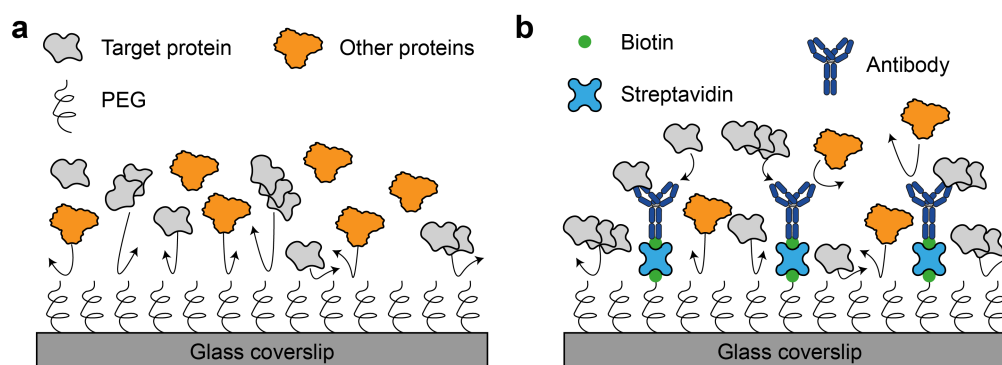 a
Target protein
Other proteins
PEG
Glass coverslip
b
Biotin
Streptavidin
Antibody
Glass coverslip